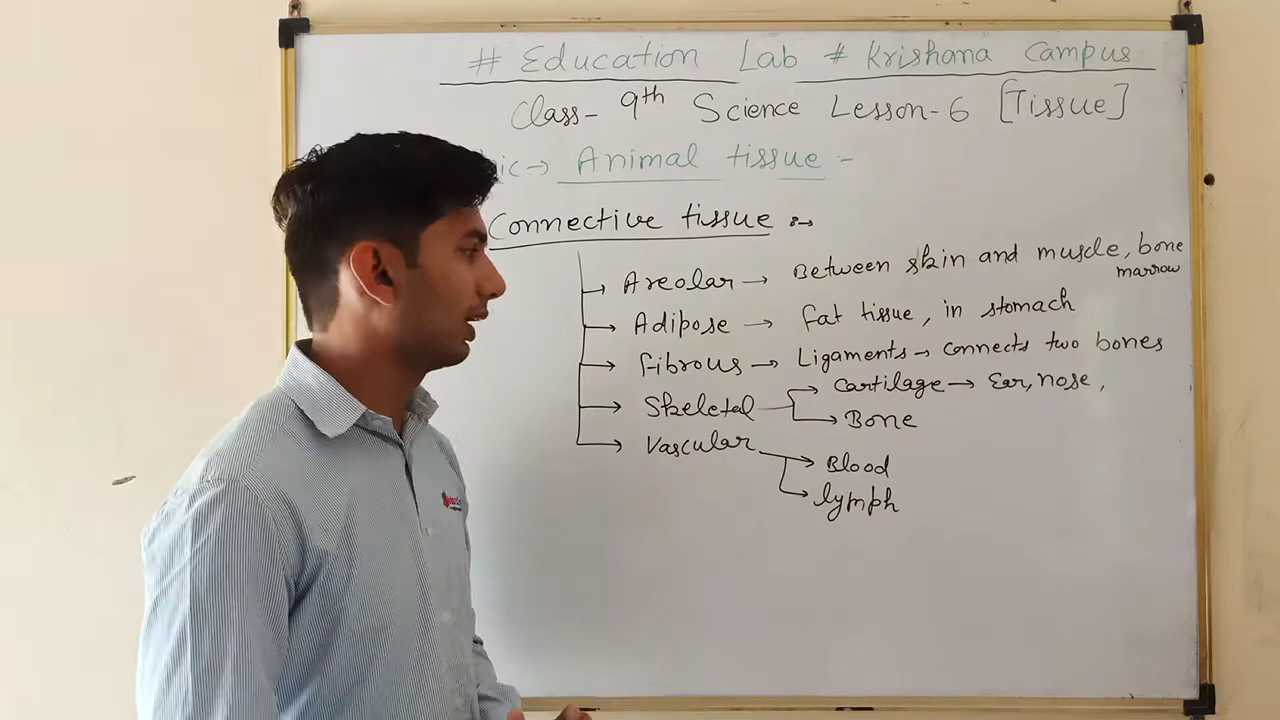 # Education Lab # Krishana Campus
Class- 9th Science Lesson-6 [Tissue]
ic→ Animal tissue :-
Connective tissue :→
Areolar → Between skin and muscle, bone marrow
Adipose → fat tissue, in stomach
Fibrous → Ligaments → connects two bones
Skeletal → Cartilage → Ear, nose,
→ Bone
Vascular → Blood
→ lymph